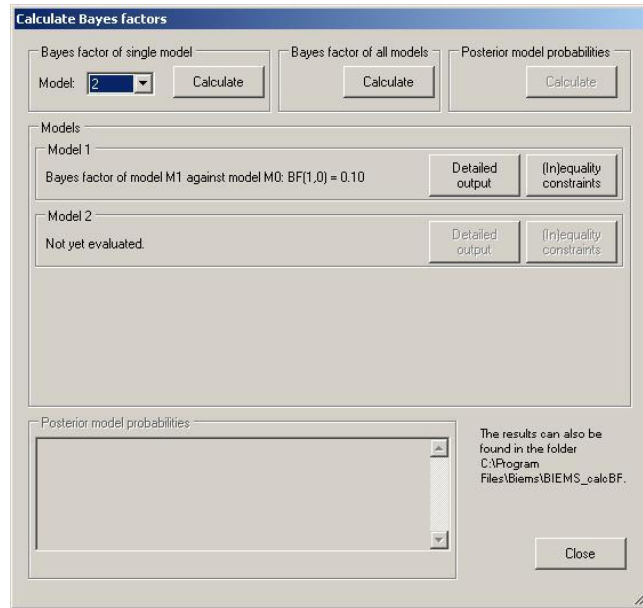 Calculate Bayes factors
Bayes factor of single model
Model: 2
Calculate
Bayes factor of all models
Calculate
Posterior model probabilities
Calculate
Models
Model 1
Bayes factor of model M1 against model M0: BF(1,0) = 0.10
Detailed
output
(In)equality
constraints
Model 2
Not yet evaluated.
Detailed
output
(In)equality
constraints
Posterior model probabilities
The results can also be
found in the folder
C:\Program
Files\Biems\BIEMS_calcBF.
Close